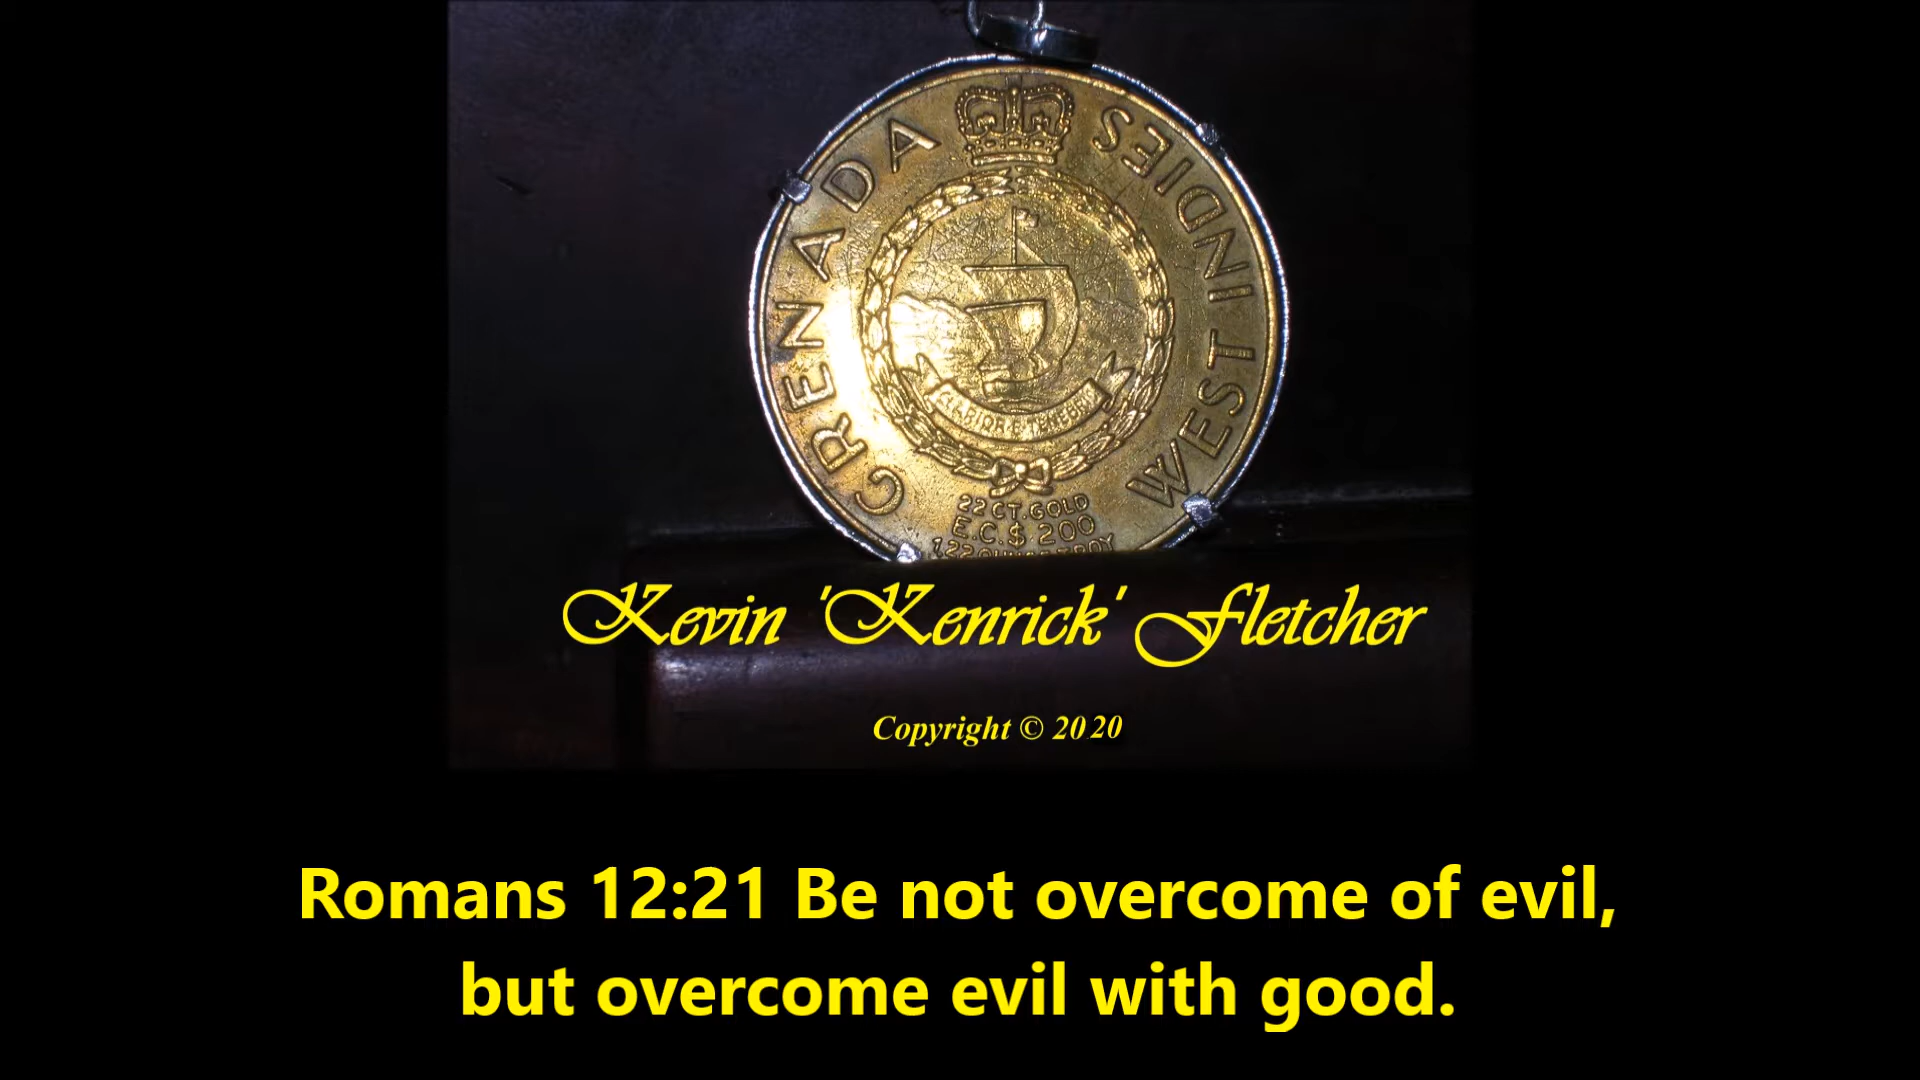 GRENADA
WEST INDIES
22 CT. GOLD
E.C.$ 200
Kevin 'Kenrick' Fletcher
Copyright © 2020
Romans 12:21 Be not overcome of evil,
but overcome evil with good.